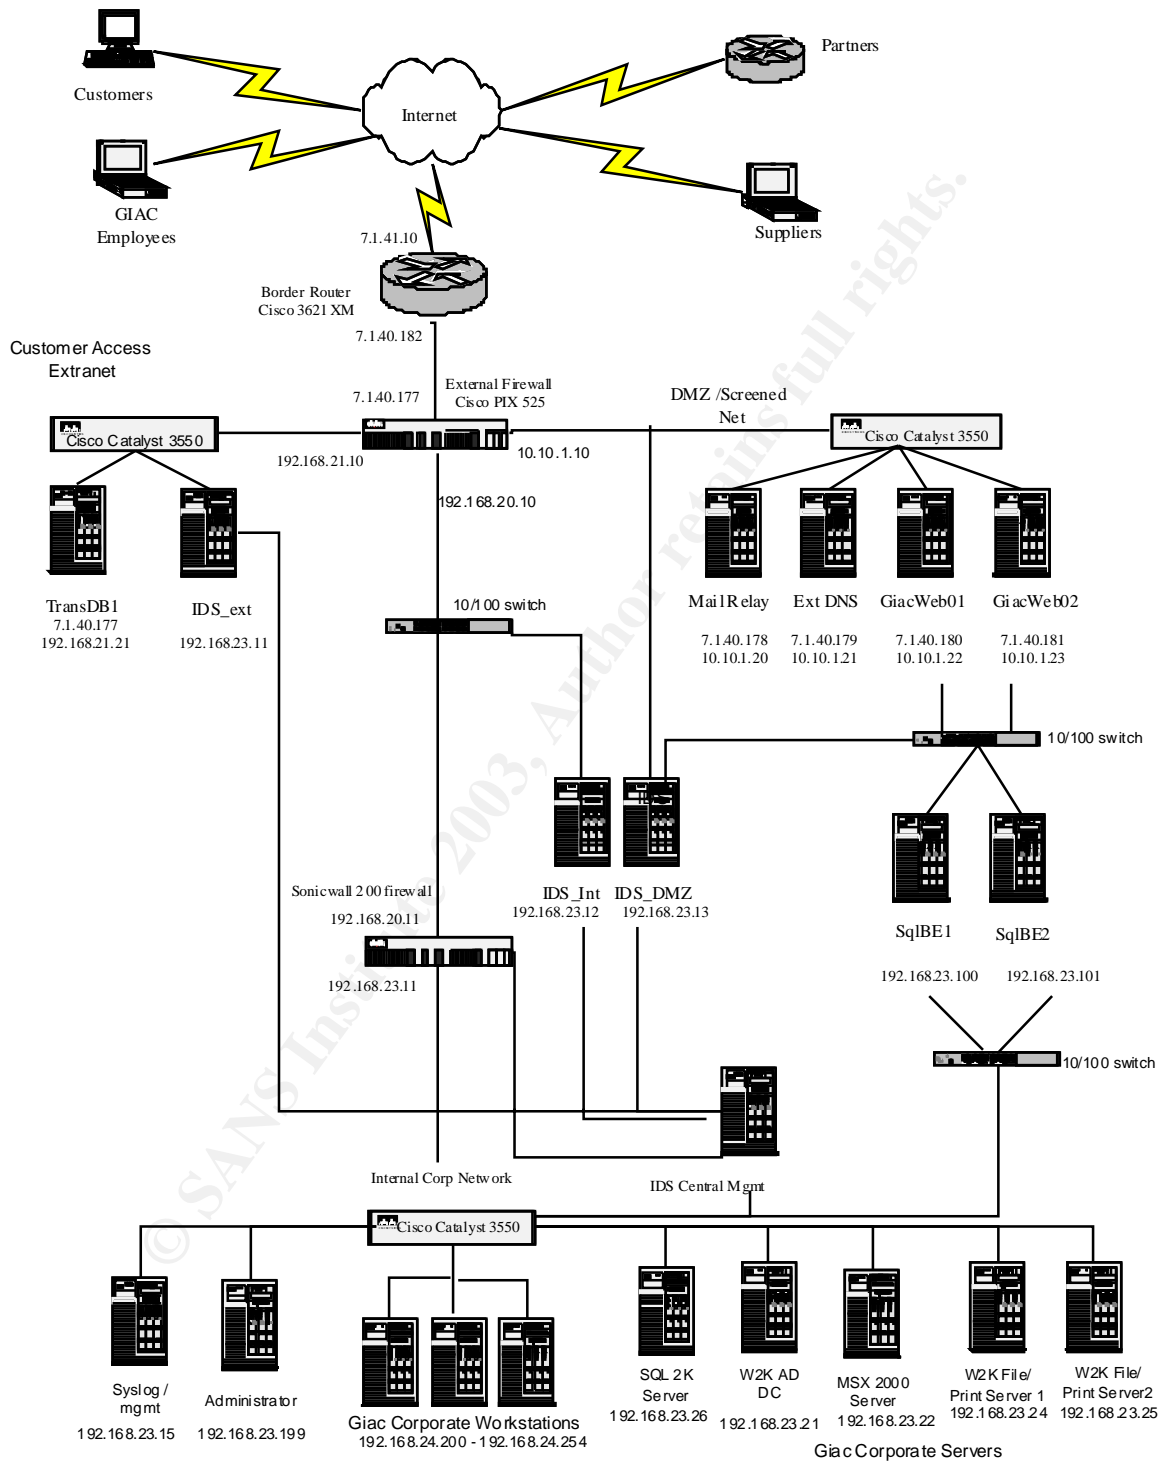 Customers
Partners
Internet
GIAC
Employees
Suppliers
7.1.41.10
Border Router
Cisco 3621XM
7.1.40.182
Customer Access
Extranet
External Firewall
Cisco PIX 525
7.1.40.177
DMZ /Screened
Net
Cisco Catalyst 3550
Cisco Catalyst 3550
192.168.21.10
10.10.1.10
192.168.20.10
TransDB1
7.1.40.177
192.168.21.21
IDS_ext
192.168.23.11
10/100 switch
MailRelay
7.1.40.178
10.10.1.20
Ext DNS
7.1.40.179
10.10.1.21
GiacWeb01
7.1.40.180
10.10.1.22
GiacWeb02
7.1.40.181
10.10.1.23
10/100 switch
IDS
IDS_Int
192.168.23.12
IDS_DMZ
192.168.23.13
Sonicwall 200 firewall
192.168.20.11
192.168.23.11
SqlBE1
192.168.23.100
SqlBE2
192.168.23.101
10/100 switch
Internal Corp Network
IDS Central Mgmt
Cisco Catalyst 3550
Syslog /
mgmt
192.168.23.15
Administrator
192.168.23.199
Giac Corporate Workstations
192.168.24.200 - 192.168.24.254
SQL 2K
Server
192.168.23.26
W2K AD
DC
192.168.23.21
MSX 2000
Server
192.168.23.22
W2K File/
Print Server 1
192.168.23.24
W2K File/
Print Server2
192.168.23.25
Giac Corporate Servers
© SANS Institute 2003, Author retains full rights.